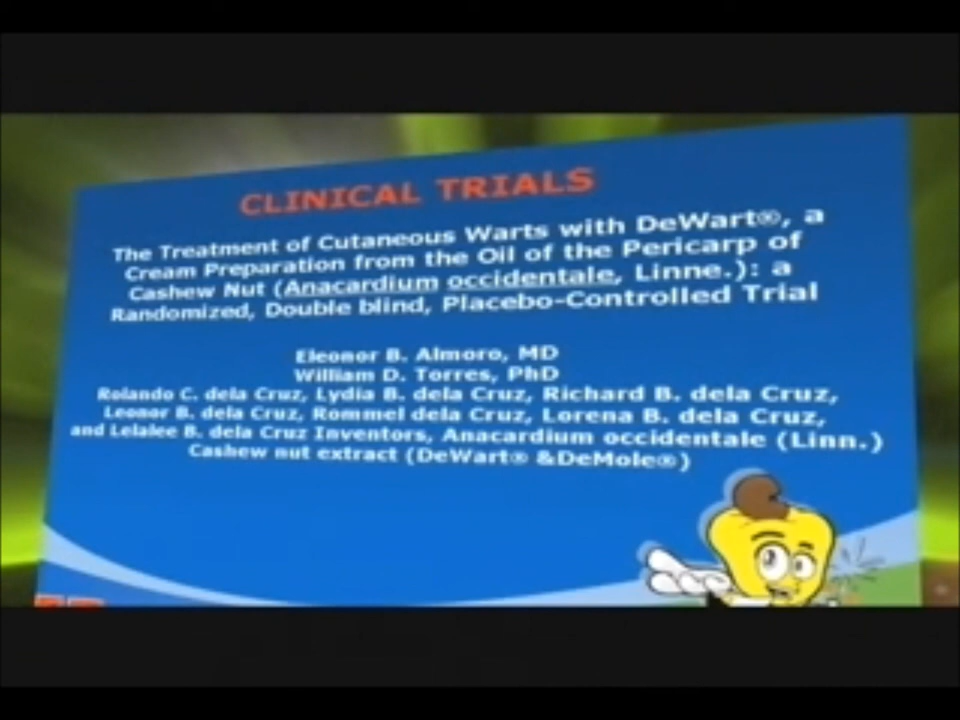 CLINICAL TRIALS
The Treatment of Cutaneous Warts with DeWart®, a
Cream Preparation from the Oil of the Pericarp of
Cashew Nut (Anacardium occidentale, Linne.): a
Randomized, Double blind, Placebo-Controlled Trial
Eleonor B. Almoro, MD
William D. Torres, PhD
Rolando C. dela Cruz, Lydia B. dela Cruz, Richard B. dela Cruz,
Leonor B. dela Cruz, Rommel dela Cruz, Lorena B. dela Cruz,
and Lelalee B. dela Cruz Inventors, Anacardium occidentale (Linn.)
Cashew nut extract (DeWart® &DeMole®)